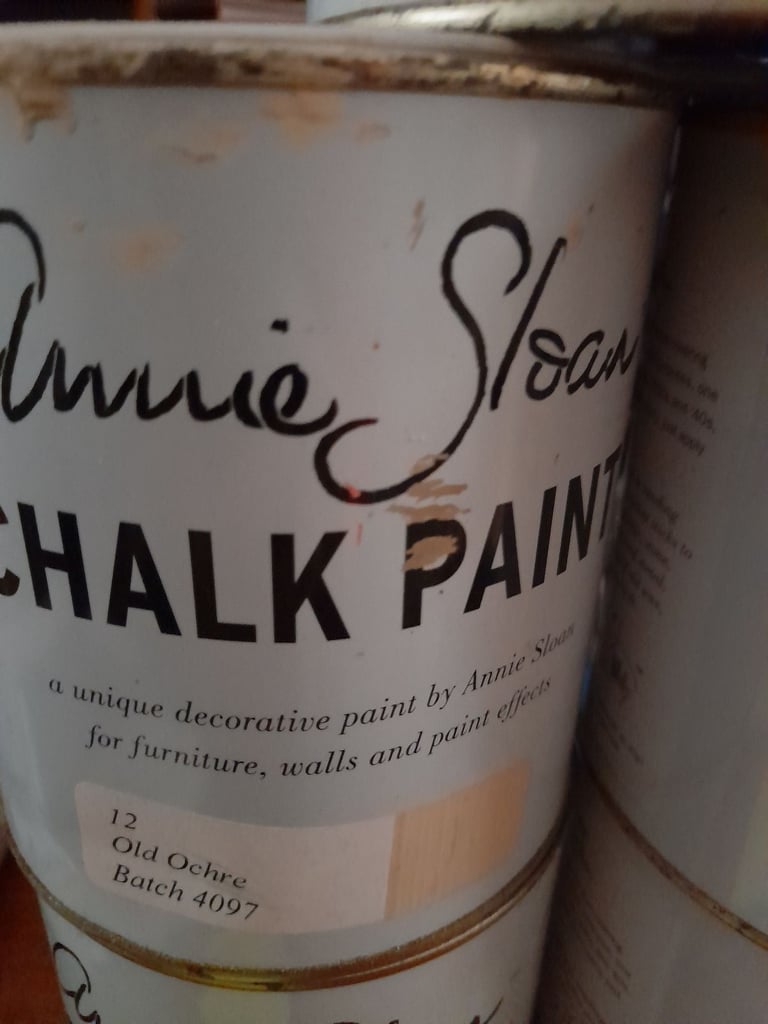 Annie Sloan
CHALK PAINT
a unique decorative paint by Annie Sloan
for furniture, walls and paint effects
12
Old Ochre
Batch 4097